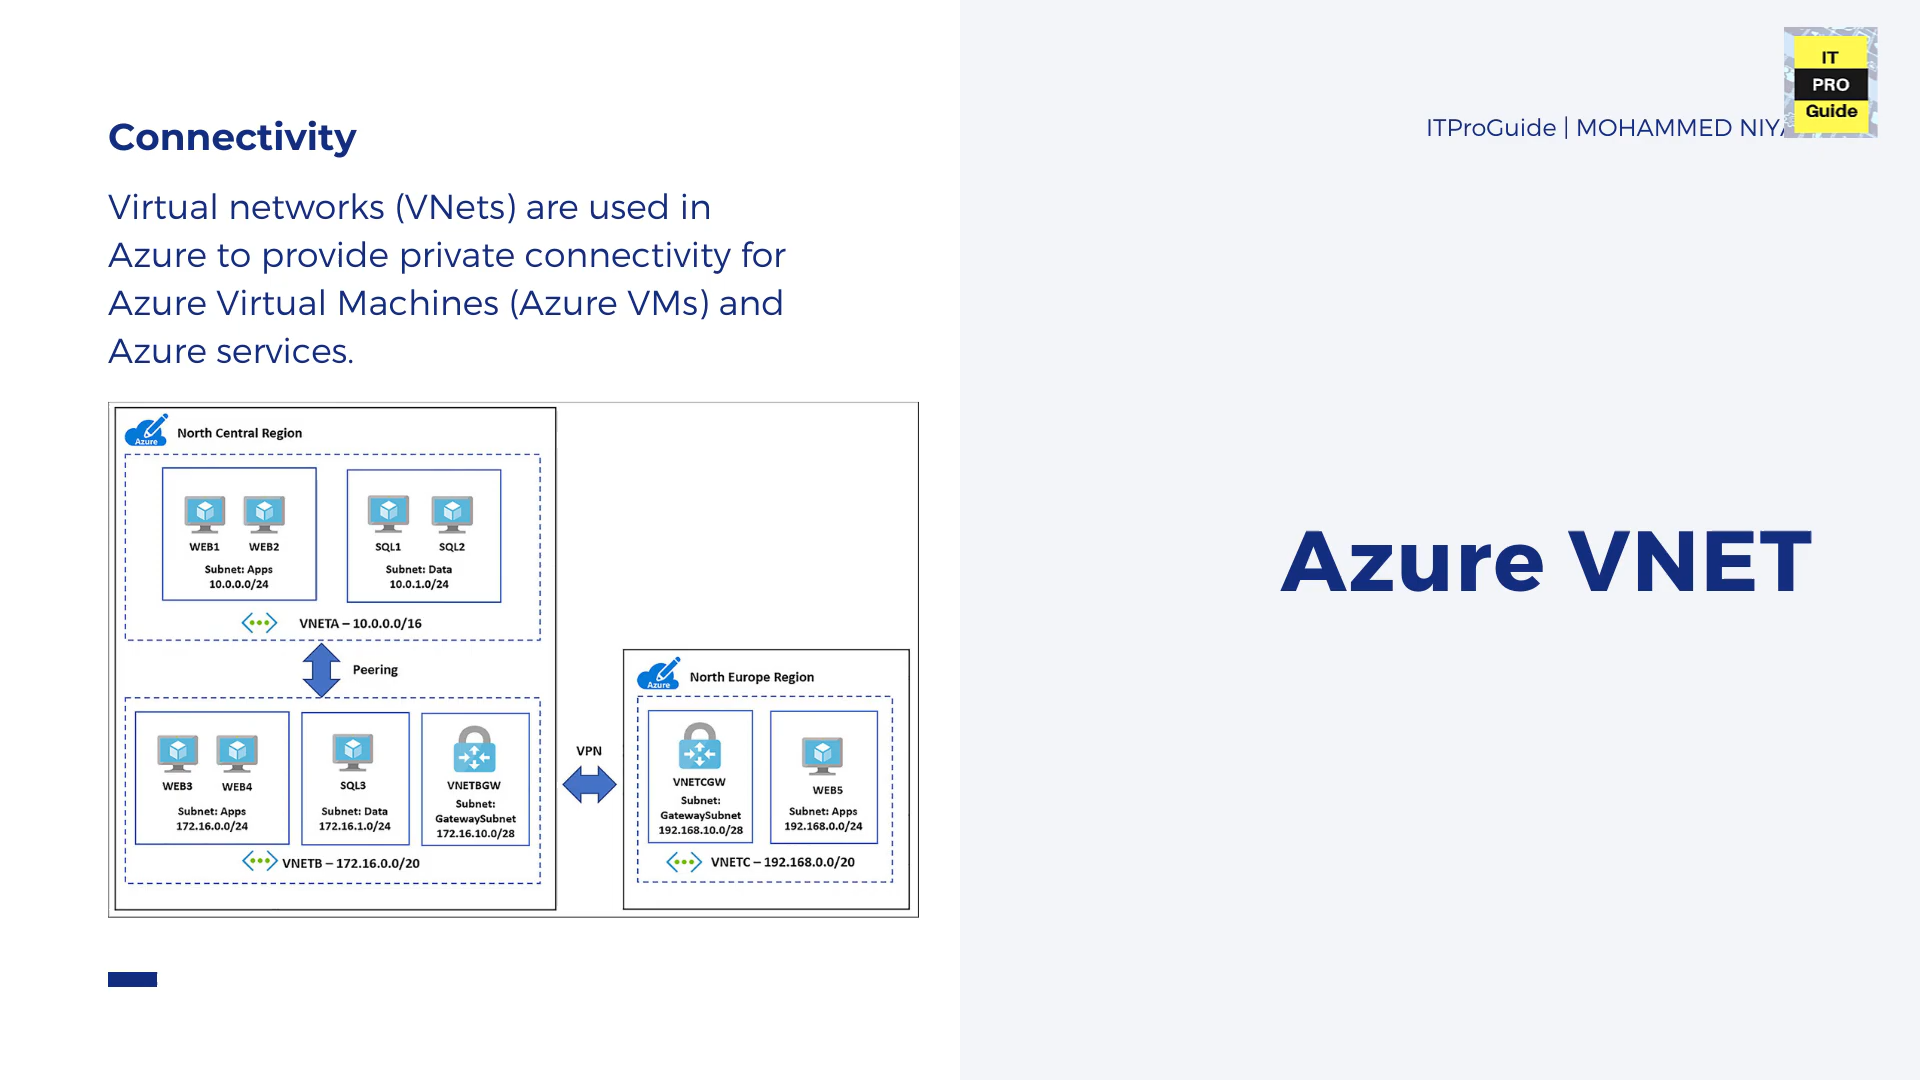 IT
PRO
Guide
ITProGuide | MOHAMMED
Connectivity
Virtual networks (VNets) are used in
Azure to provide private connectivity for
Azure Virtual Machines (Azure VMs) and
Azure services.
Azure VNET
Azure
North Central Region
WEB1 WEB2
Subnet: Apps
10.0.0.0/24
SQL1 SQL2
Subnet: Data
10.0.1.0/24
VNETA – 10.0.0.0/16
Peering
WEB3 WEB4
Subnet: Apps
172.16.0.0/24
SQL3
Subnet: Data
172.16.1.0/24
VNETBGW
Subnet:
GatewaySubnet
172.16.10.0/28
VNETB – 172.16.0.0/20
VPN
Azure
North Europe Region
VNETCGW
Subnet:
GatewaySubnet
192.168.10.0/28
WEB5
Subnet: Apps
192.168.0.0/24
VNETC – 192.168.0.0/20